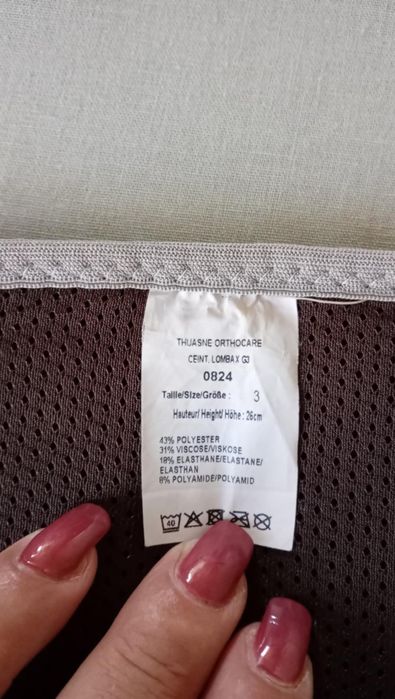 THUASNE ORTHOCARE
CEINT. LOMBAX G3
0824
Taille/Size/Größe : 3
Hauteur/ Height/ Höhe : 26cm
43% POLYESTER
31% VISCOSE/VISKOSE
18% ELASTHANE/ELASTANE/
ELASTHAN
8% POLYAMIDE/POLYAMID
40